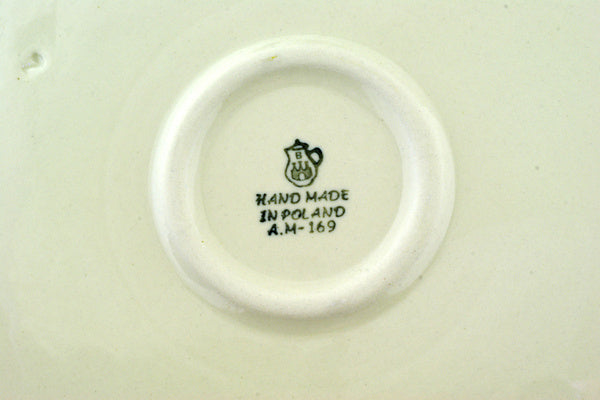 B
HAND MADE
IN POLAND
A.M-169